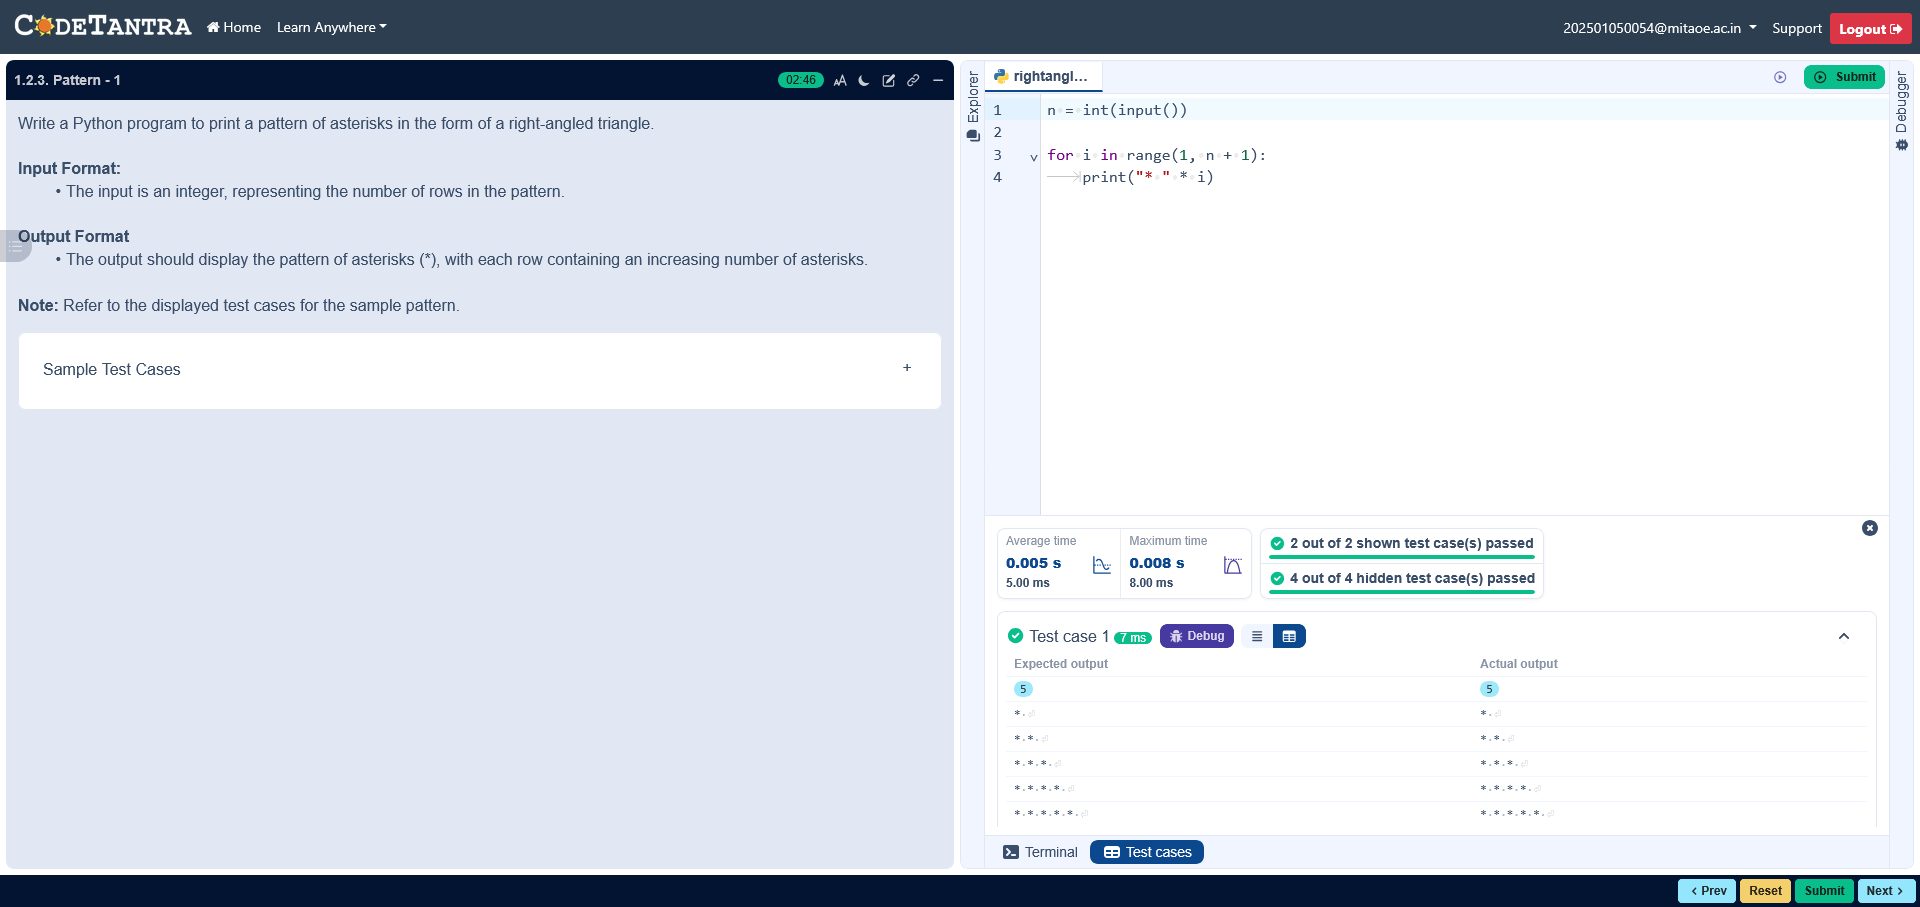 CODETANTRA
Home
Learn Anywhere
202501050054@mitaoe.ac.in
Support
Logout
1.2.3. Pattern - 1
02:46
AA
Write a Python program to print a pattern of asterisks in the form of a right-angled triangle.
Input Format:
• The input is an integer, representing the number of rows in the pattern.
Output Format
• The output should display the pattern of asterisks (*), with each row containing an increasing number of asterisks.
Note: Refer to the displayed test cases for the sample pattern.
Sample Test Cases
+
Explorer
rightangl...
Submit
Debugger
1 n = int(input())
2
3 for i in range(1, n + 1):
4 print("* " * i)
Average time
0.005 s
5.00 ms
Maximum time
0.008 s
8.00 ms
2 out of 2 shown test case(s) passed
4 out of 4 hidden test case(s) passed
Test case 1
7 ms
Debug
Expected output
Actual output
5
5
*·⏎
*·⏎
*·*·⏎
*·*·⏎
*·*·*·⏎
*·*·*·⏎
*·*·*·*·⏎
*·*·*·*·⏎
*·*·*·*·*·⏎
*·*·*·*·*·⏎
Terminal
Test cases
‹ Prev
Reset
Submit
Next ›